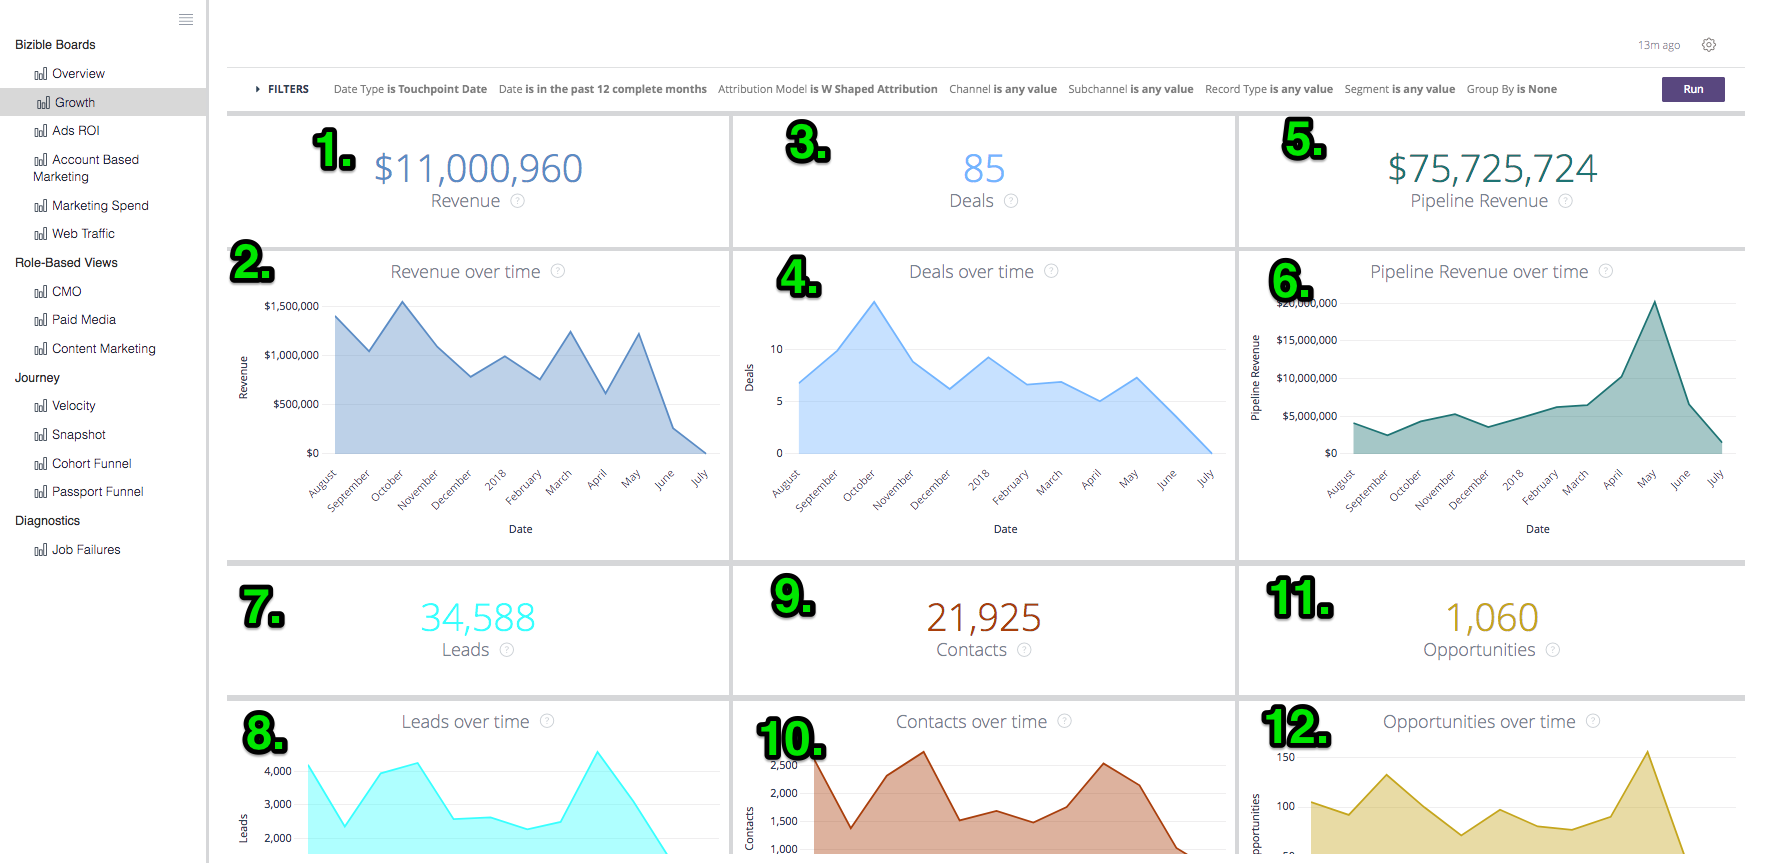 Bizible Boards
Overview
Growth
Ads ROI
Account Based
Marketing
Marketing Spend
Web Traffic
Role-Based Views
CMO
Paid Media
Content Marketing
Journey
Velocity
Snapshot
Cohort Funnel
Passport Funnel
Diagnostics
Job Failures
13m ago
FILTERS Date Type is Touchpoint Date Date is in the past 12 complete months Attribution Model is W Shaped Attribution Channel is any value Subchannel is any value Record Type is any value Segment is any value Group By is None Run
1.
$11,000,960
Revenue ?
3.
85
Deals ?
5.
$75,725,724
Pipeline Revenue ?
2.
Revenue over time ?
Revenue
$1,500,000
$1,000,000
$500,000
$0
August September October November December 2018 February March April May June July
Date
4.
Deals over time ?
Deals
10
5
0
August September October November December 2018 February March April May June July
Date
6.
Pipeline Revenue over time ?
Pipeline Revenue
$20,000,000
$15,000,000
$10,000,000
$5,000,000
$0
August September October November December 2018 February March April May June July
Date
7.
34,588
Leads ?
9.
21,925
Contacts ?
11.
1,060
Opportunities ?
8.
Leads over time ?
Leads
4,000
3,000
2,000
10.
Contacts over time ?
Contacts
2,500
2,000
1,500
1,000
12.
Opportunities over time ?
150
100